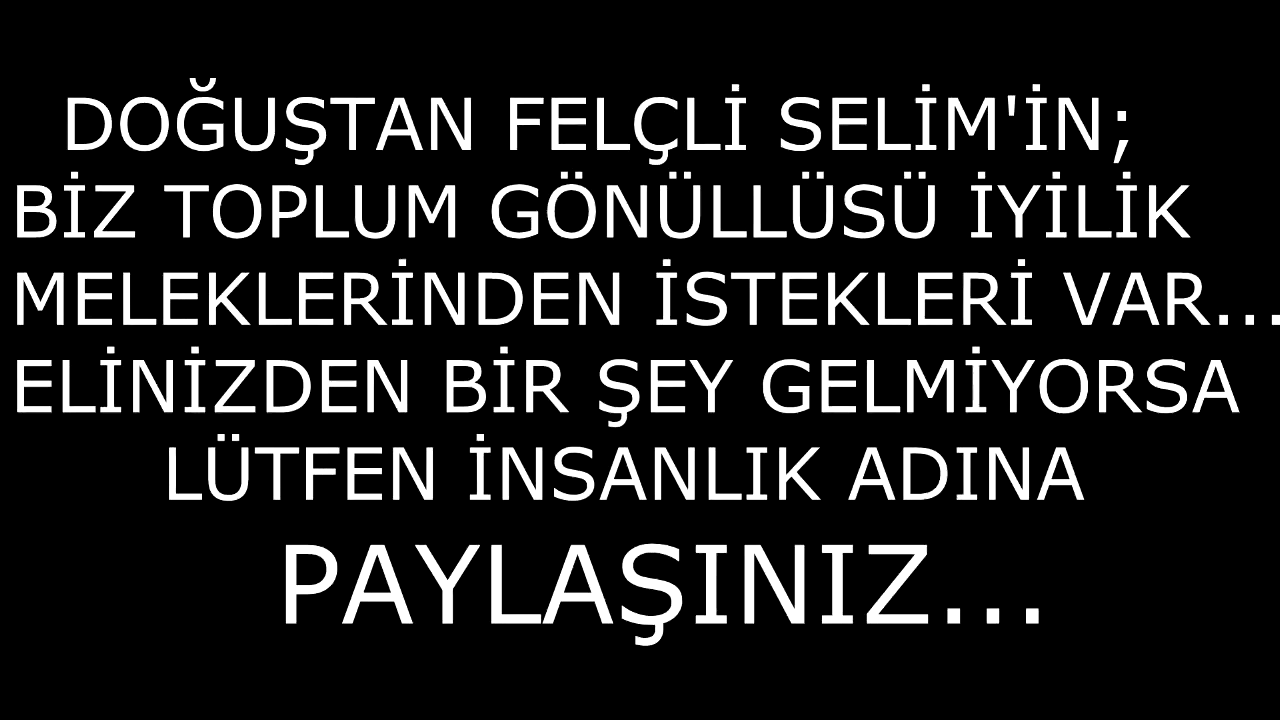 DOĞUŞTAN FELÇLİ SELİM'İN;
BİZ TOPLUM GÖNÜLLÜSÜ İYİLİK
MELEKLERİNDEN İSTEKLERİ VAR...
ELİNİZDEN BİR ŞEY GELMİYORSA
LÜTFEN İNSANLIK ADINA
PAYLAŞINIZ...